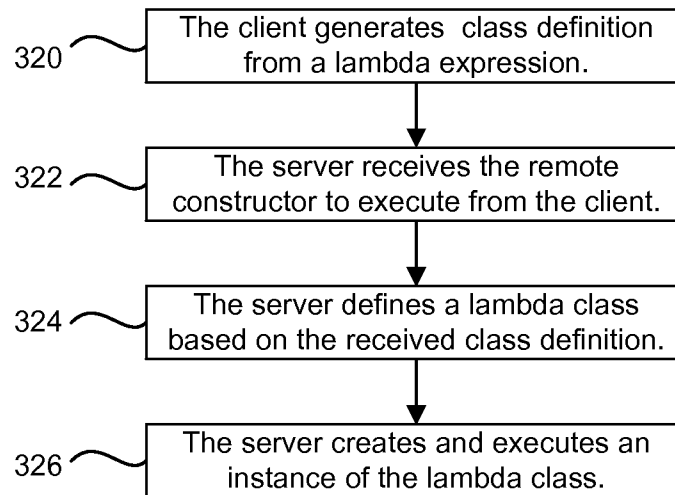 320
The client generates  class definition
from a lambda expression.
322
The server receives the remote
constructor to execute from the client.
324
The server defines a lambda class
based on the received class definition.
326
The server creates and executes an
instance of the lambda class.